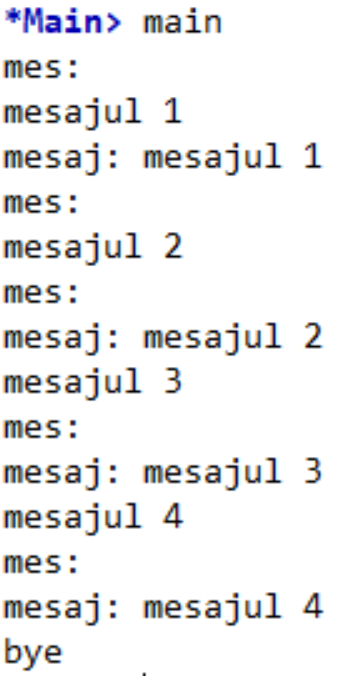 *Main> main
mes:
mesajul 1
mesaj: mesajul 1
mes:
mesajul 2
mes:
mesaj: mesajul 2
mesajul 3
mes:
mesaj: mesajul 3
mesajul 4
mes:
mesaj: mesajul 4
bye